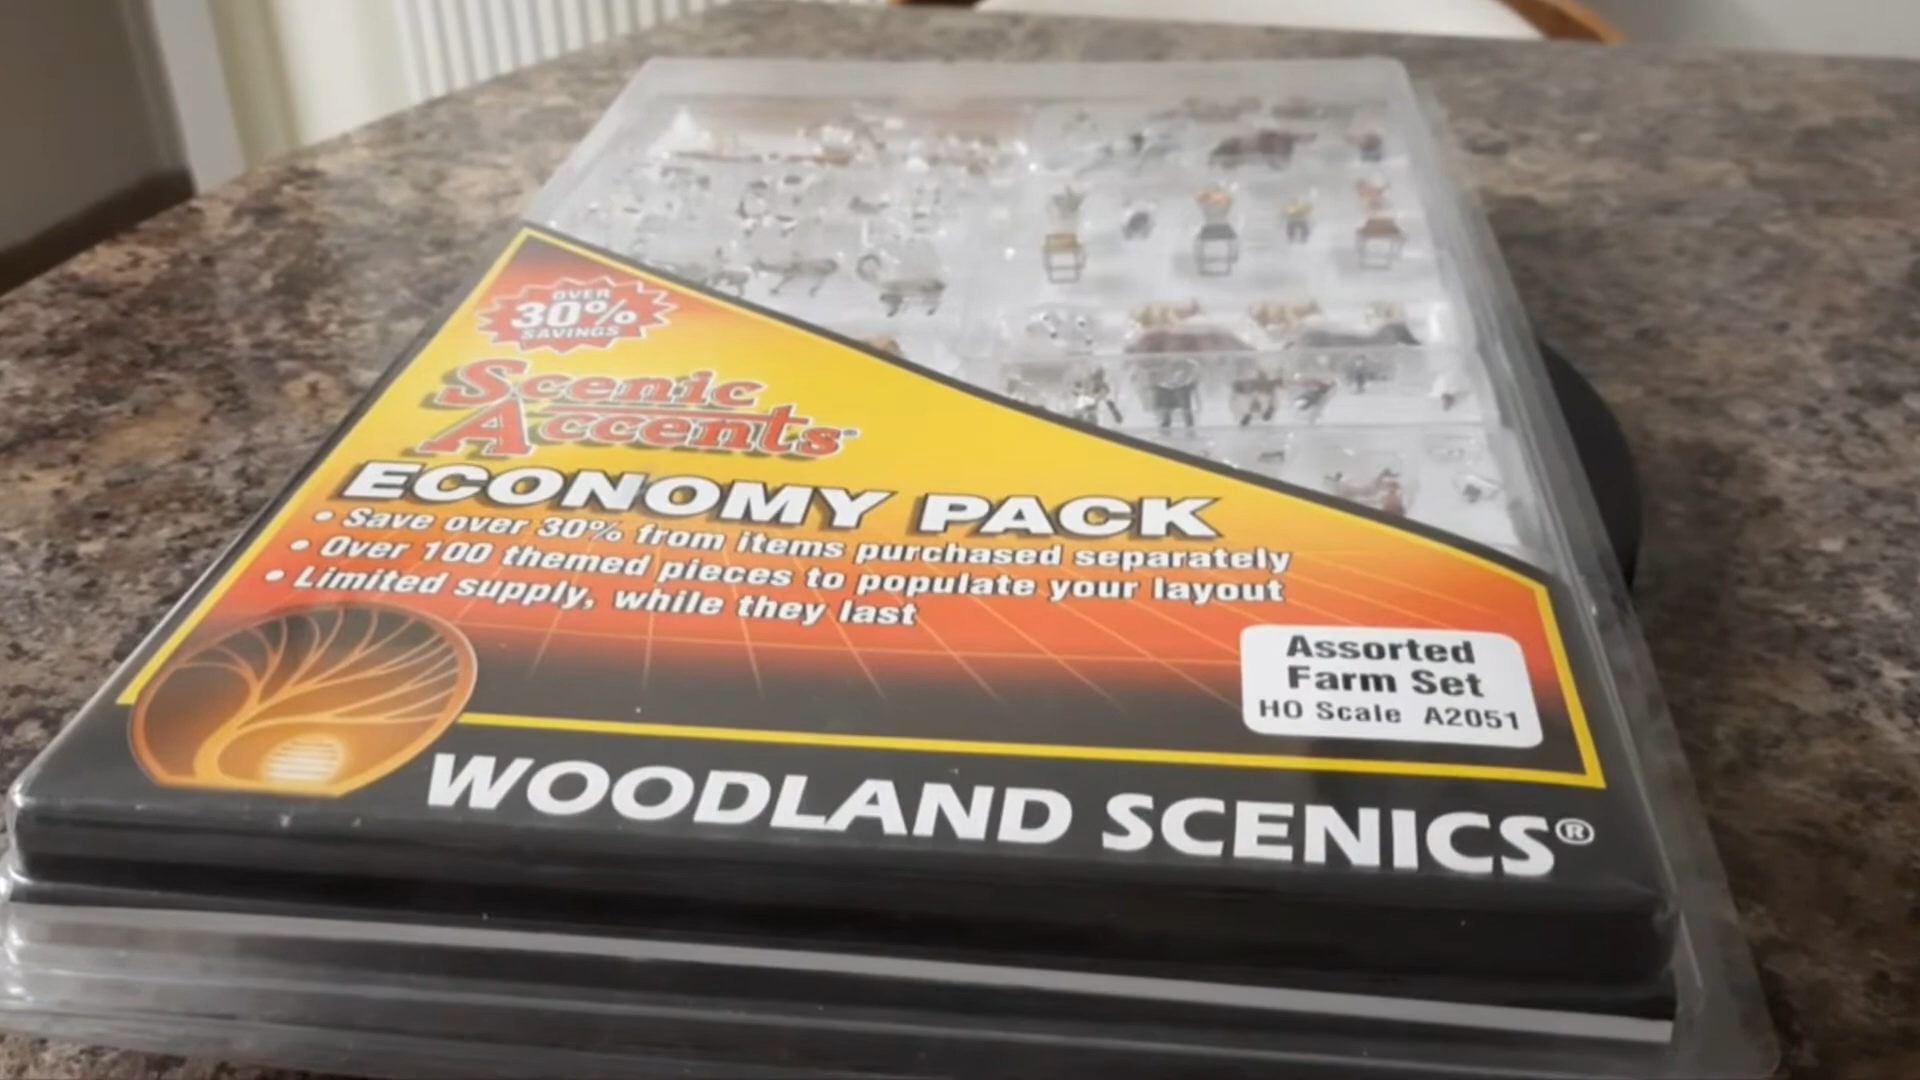 OVER
30%
SAVINGS
Scenic
Accents®
ECONOMY PACK
• Save over 30% from items purchased separately
• Over 100 themed pieces to populate your layout
• Limited supply, while they last
Assorted
Farm Set
HO Scale A2051
WOODLAND SCENICS®